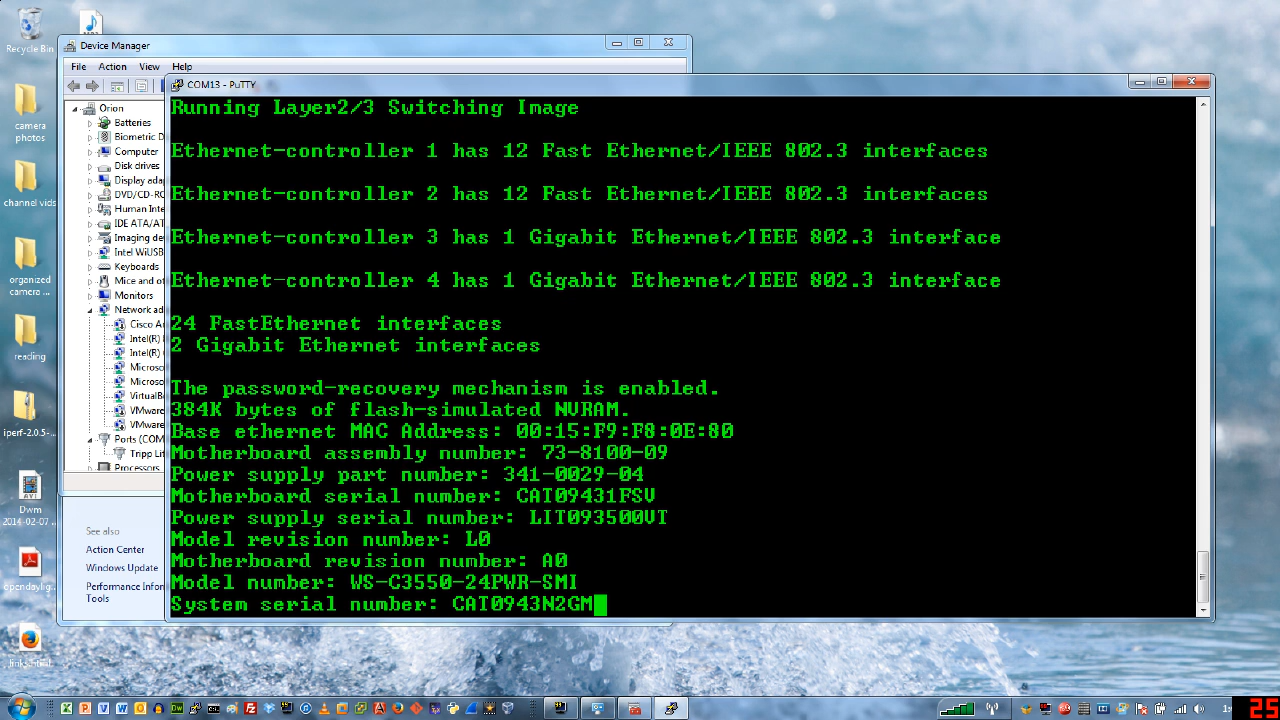 Recycle Bin
Device Manager
File Action View Help
COM13 - PuTTY
Orion
Batteries
Biometric D
Computer
Disk drives
Display adap
DVD/CD-RO
Human Inte
IDE ATA/AT
Imaging dev
Intel WiUSB
Keyboards
Mice and ot
Monitors
Network ad
Cisco An
Intel(R)
Intel(R)
Microso
Microso
VirtualB
VMware
VMware
Ports (COM
Tripp Lit
Processors
camera
photos
channel vids
organized
camera ...
reading
iperf-2.0.5-...
Dwm
2014-02-07 ...
opendaylig...
See also
Action Center
Windows Update
Performance Infor
Tools
Running Layer2/3 Switching Image
Ethernet-controller 1 has 12 Fast Ethernet/IEEE 802.3 interfaces
Ethernet-controller 2 has 12 Fast Ethernet/IEEE 802.3 interfaces
Ethernet-controller 3 has 1 Gigabit Ethernet/IEEE 802.3 interface
Ethernet-controller 4 has 1 Gigabit Ethernet/IEEE 802.3 interface
24 FastEthernet interfaces
2 Gigabit Ethernet interfaces
The password-recovery mechanism is enabled.
384K bytes of flash-simulated NVRAM.
Base ethernet MAC Address: 00:15:F9:F8:0E:80
Motherboard assembly number: 73-8100-09
Power supply part number: 341-0029-04
Motherboard serial number: CAT09431FSV
Power supply serial number: LIT093500VT
Model revision number: L0
Motherboard revision number: A0
Model number: WS-C3550-24PWR-SMI
System serial number: CAT0943N2GM
25